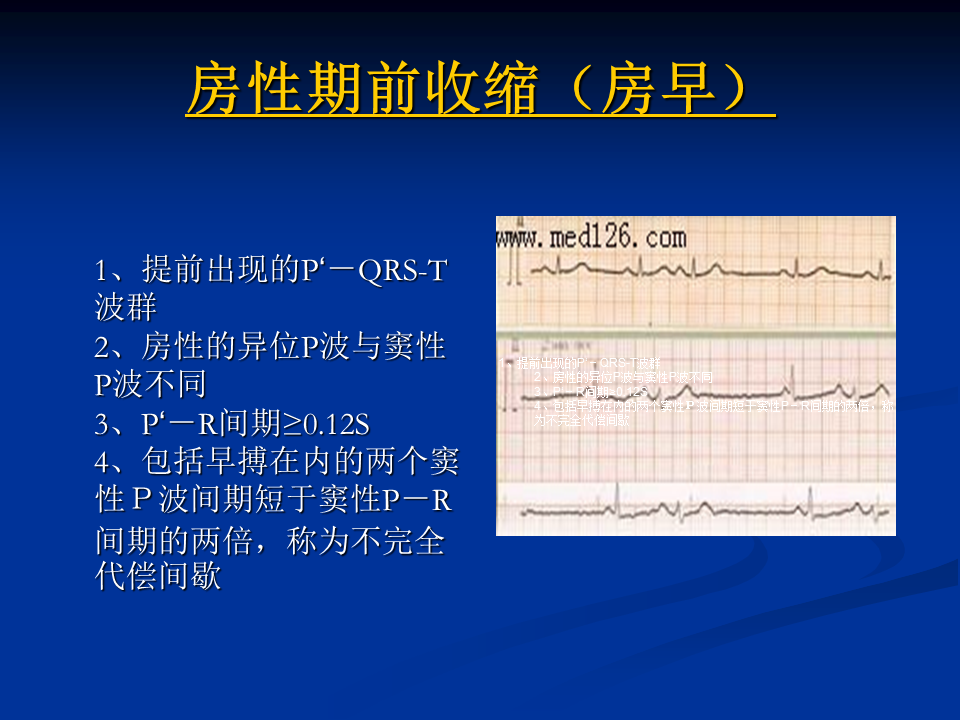 房性期前收缩（房早）
1、提前出现的P‘－QRS-T
波群
2、房性的异位P波与窦性
P波不同
3、P‘－R间期≧0.12S
4、包括早搏在内的两个窦
性Ｐ波间期短于窦性P－R
间期的两倍，称为不完全
代偿间歇
www.med126.com
1、提前出现的P‘－QRS-T波群
2、房性的异位P波与窦性P波不同
3、P‘－R间期≧0.12S
4、包括早搏在内的两个窦性Ｐ波间期短于窦性P－R间期的两倍，称
为不完全代偿间歇